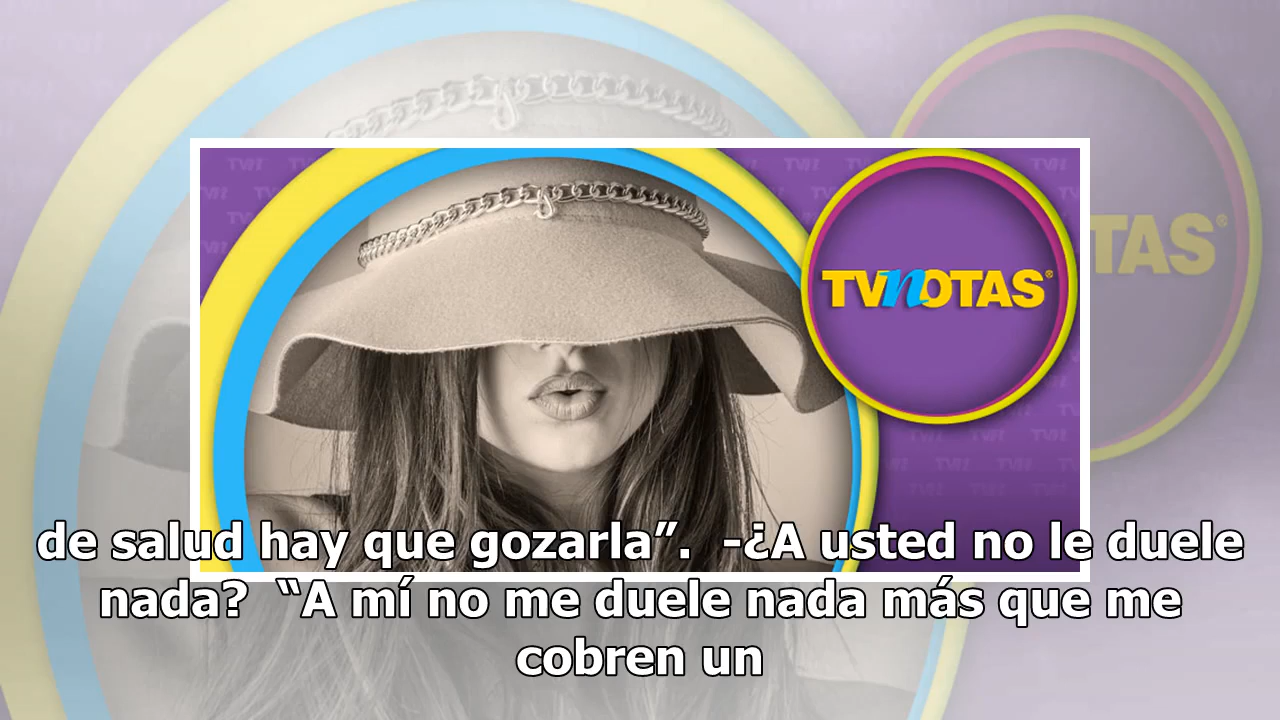 TVnOTAS®
TAS®
de salud hay que gozarla”. -¿A usted no le duele
nada? “A mí no me duele nada más que me
cobren un